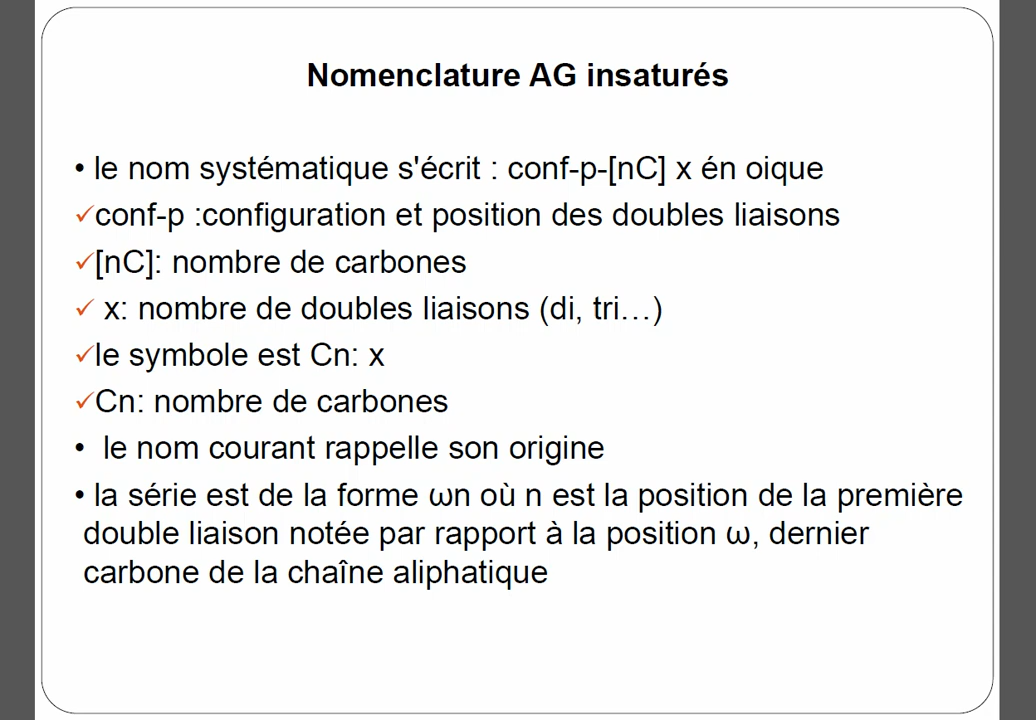 Nomenclature AG insaturés
• le nom systématique s'écrit : conf-p-[nC] x én oique
✓conf-p :configuration et position des doubles liaisons
✓[nC]: nombre de carbones
✓ x: nombre de doubles liaisons (di, tri…)
✓le symbole est Cn: x
✓Cn: nombre de carbones
• le nom courant rappelle son origine
• la série est de la forme ωn où n est la position de la première
double liaison notée par rapport à la position ω, dernier
carbone de la chaîne aliphatique